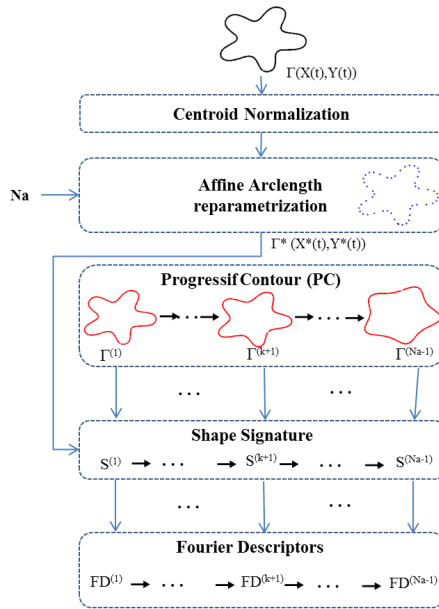 Γ(X(t),Y(t))
Centroid Normalization
Na
Affine Arclength
reparametrization
Γ* (X*(t),Y*(t))
Progressif Contour (PC)
Γ(1) Γ(k+1) Γ(Na-1)
... ...
Shape Signature
S(1) ... S(k+1) ... S(Na-1)
... ...
Fourier Descriptors
FD(1) ... FD(k+1) ... FD(Na-1)